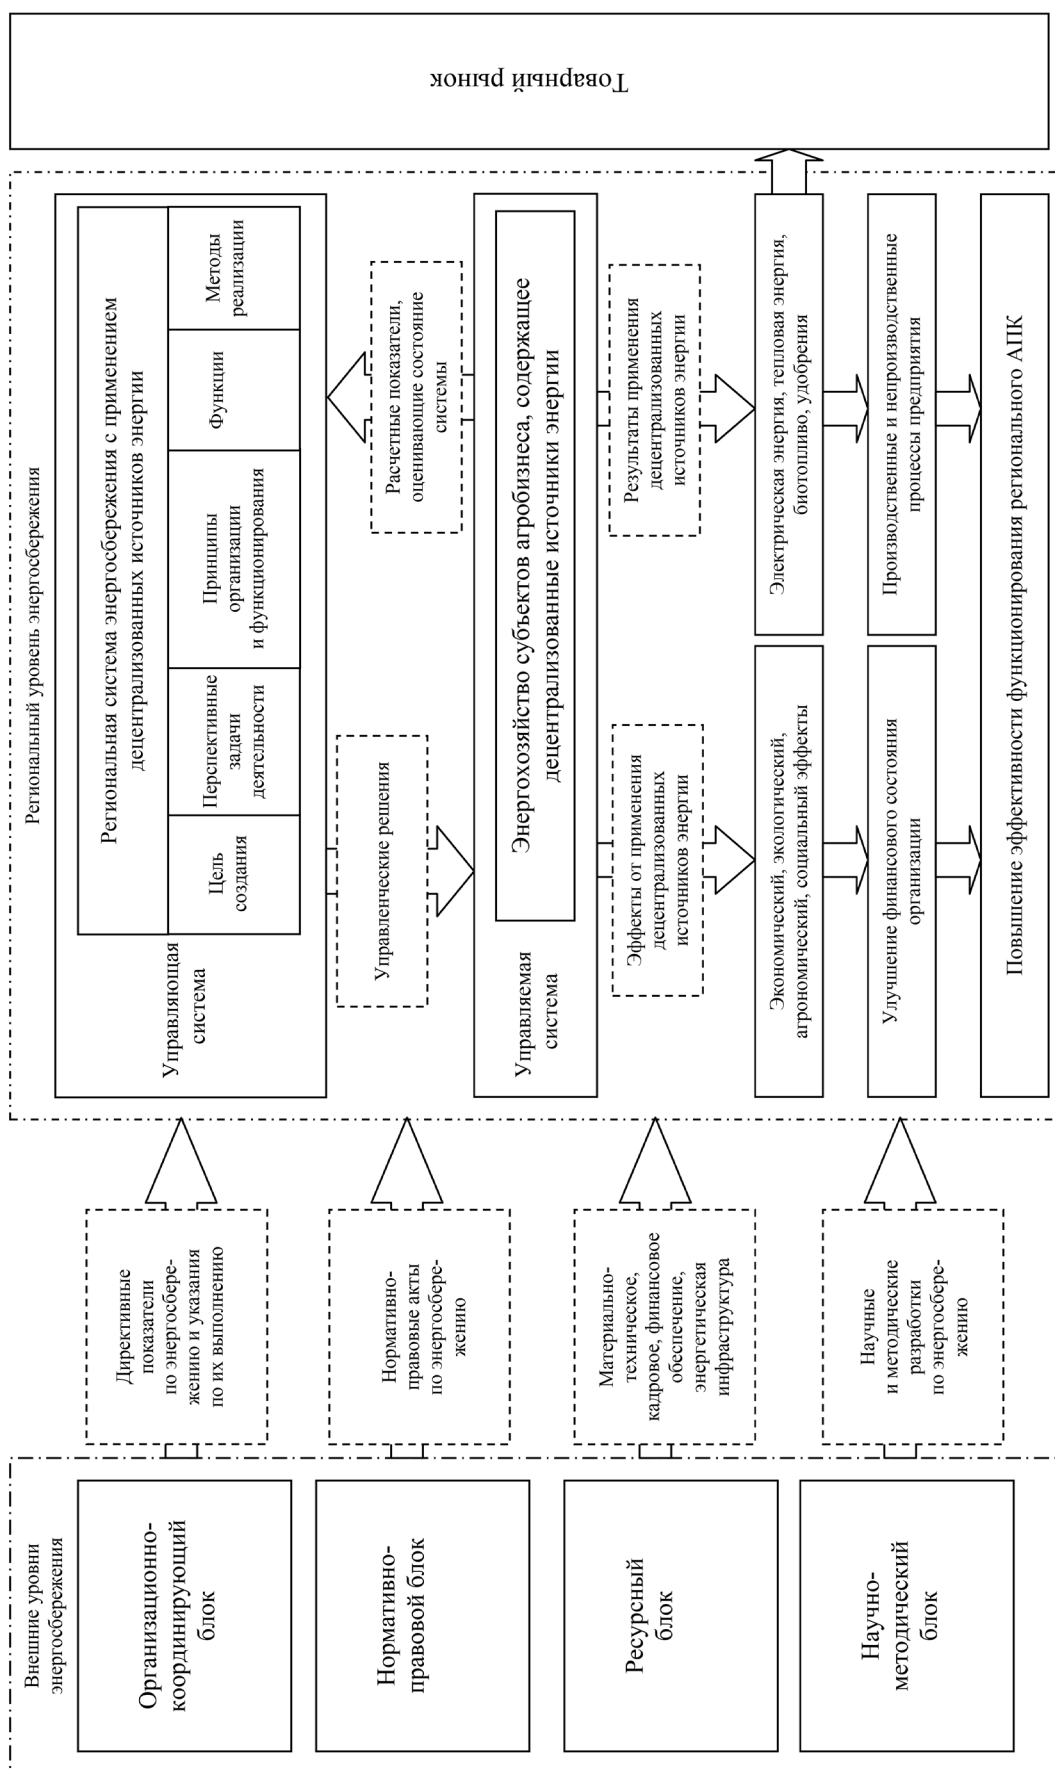 Внешние уровни
энергосбережения
Организационно-
координирующий
блок
Нормативно-
правовой блок
Ресурсный
блок
Научно-
методический
блок
Директивные
показатели
по энергосбере-
жению и указания
по их выполнению
Нормативно-
правовые акты
по энергосбере-
жению
Материально-
техническое,
кадровое, финансовое
обеспечение,
энергетическая
инфраструктура
Научные
и методические
разработки
по энергосбере-
жению
Региональный уровень энергосбережения
Управляющая
система
Региональная система энергосбережения с применением
децентрализованных источников энергии
Цель
создания
Перспективные
задачи
деятельности
Принципы
организации
и функционирования
Функции
Методы
реализации
Управленческие решения
Расчетные показатели,
оценивающие состояние
системы
Управляемая
система
Энергохозяйство субъектов агробизнеса, содержащее
децентрализованные источники энергии
Эффекты от применения
децентрализованных
источников энергии
Результаты применения
децентрализованных
источников энергии
Экономический, экологический,
агрономический, социальный эффекты
Электрическая энергия, тепловая энергия,
биотопливо, удобрения
Улучшение финансового состояния
организации
Производственные и непроизводственные
процессы предприятия
Повышение эффективности функционирования регионального АПК
Товарный рынок